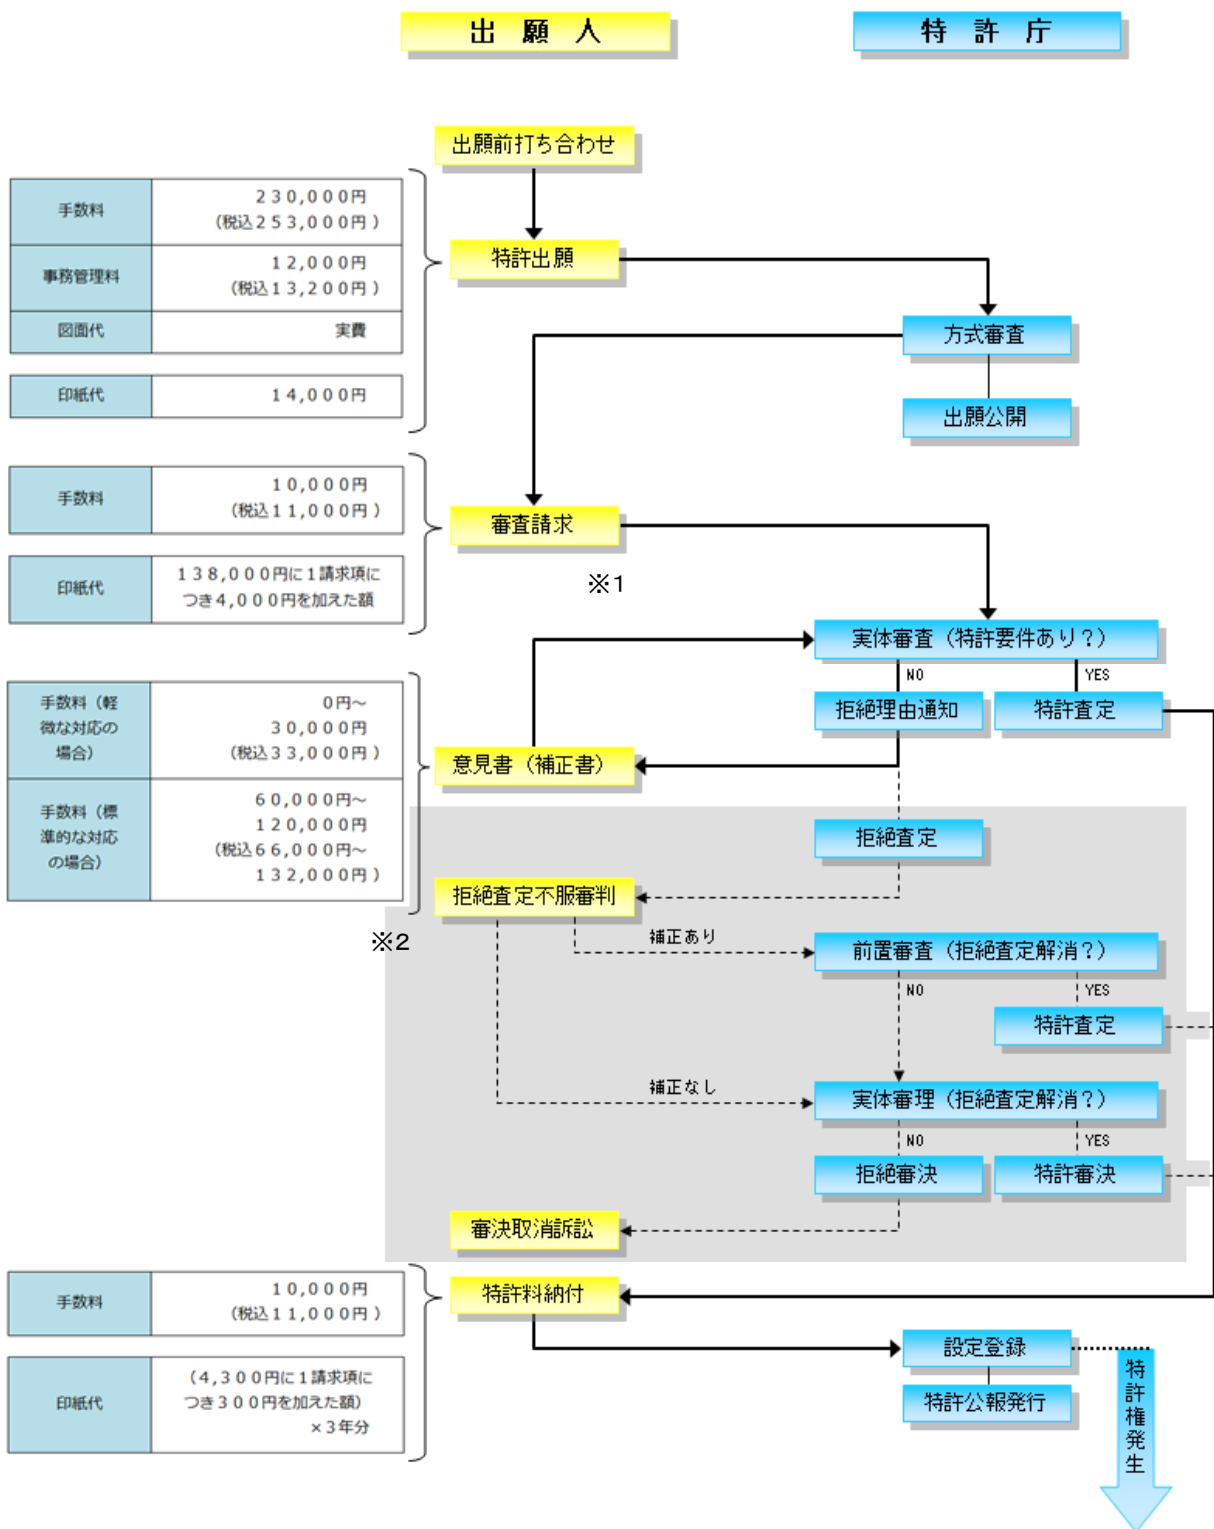 出願人
特許庁
出願前打ち合わせ
手数料
２３０,０００円
（税込２５３,０００円）
事務管理料
１２,０００円
（税込１３,２００円）
図面代
実費
印紙代
１４,０００円
特許出願
方式審査
出願公開
手数料
１０,０００円
（税込１１,０００円）
印紙代
１３８,０００円に１請求項に
つき４,０００円を加えた額
審査請求
※1
実体審査（特許要件あり？）
NO
YES
拒絶理由通知
特許査定
手数料（軽
微な対応の
場合）
０円～
３０,０００円
（税込３３,０００円）
手数料（標
準的な対応
の場合）
６０,０００円～
１２０,０００円
（税込６６,０００円～
１３２,０００円）
意見書（補正書）
拒絶査定
拒絶査定不服審判
※2
補正あり
前置審査（拒絶査定解消？）
NO
YES
特許査定
補正なし
実体審理（拒絶査定解消？）
NO
YES
拒絶審決
特許審決
審決取消訴訟
手数料
１０,０００円
（税込１１,０００円）
印紙代
（４,３００円に１請求項に
つき３００円を加えた額）
×３年分
特許料納付
設定登録
特許公報発行
特許権発生